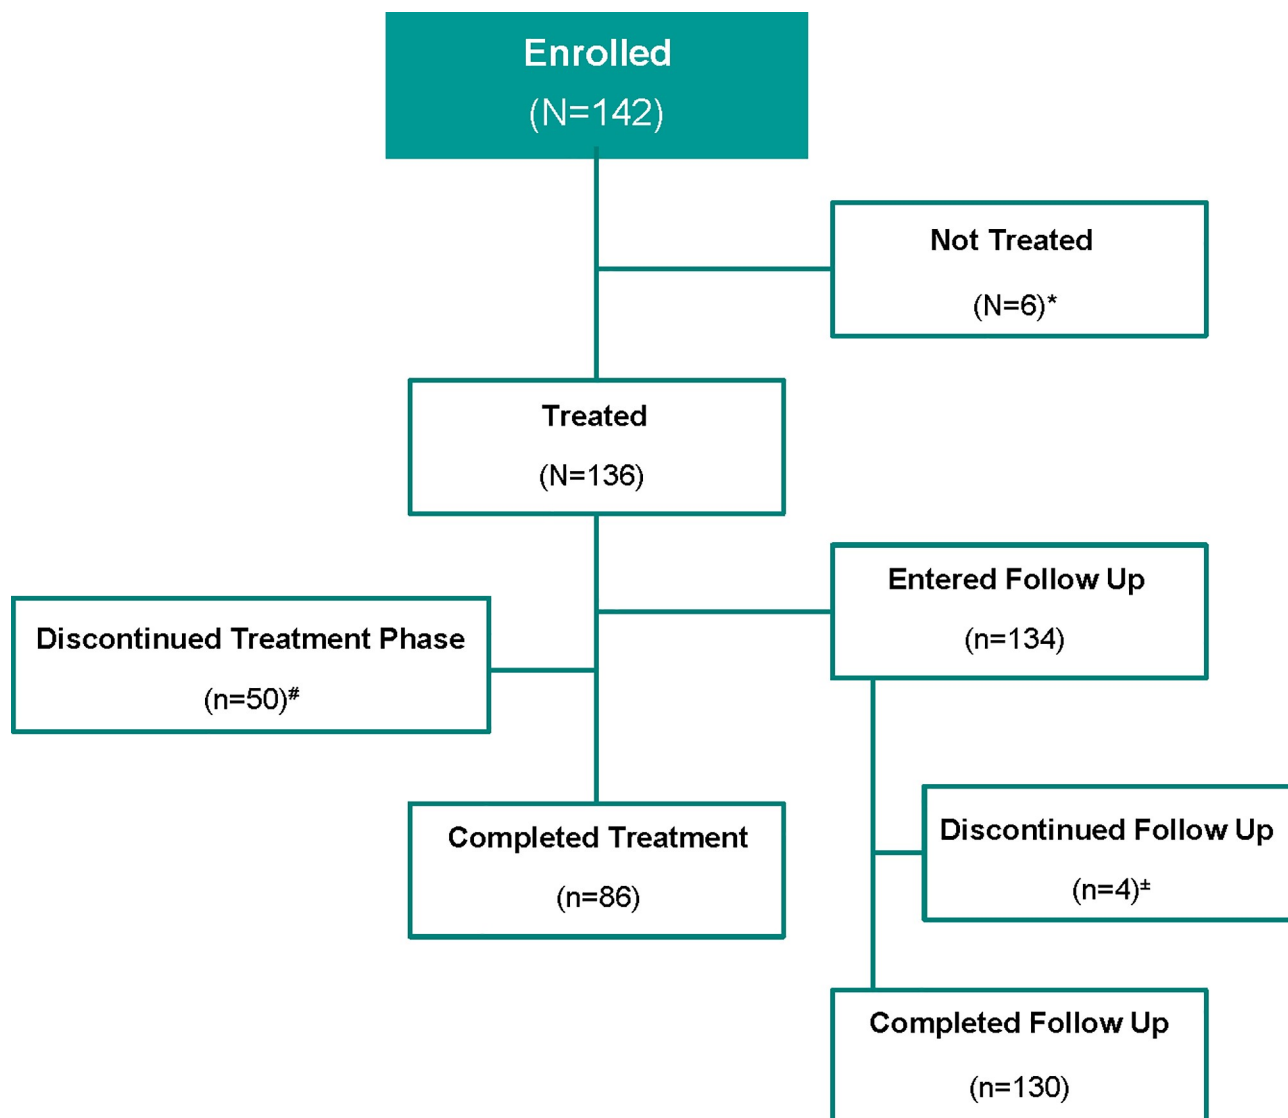 Enrolled
(N=142)
Not Treated
(N=6)*
Treated
(N=136)
Entered Follow Up
(n=134)
Discontinued Treatment Phase
(n=50)#
Completed Treatment
(n=86)
Discontinued Follow Up
(n=4)±
Completed Follow Up
(n=130)